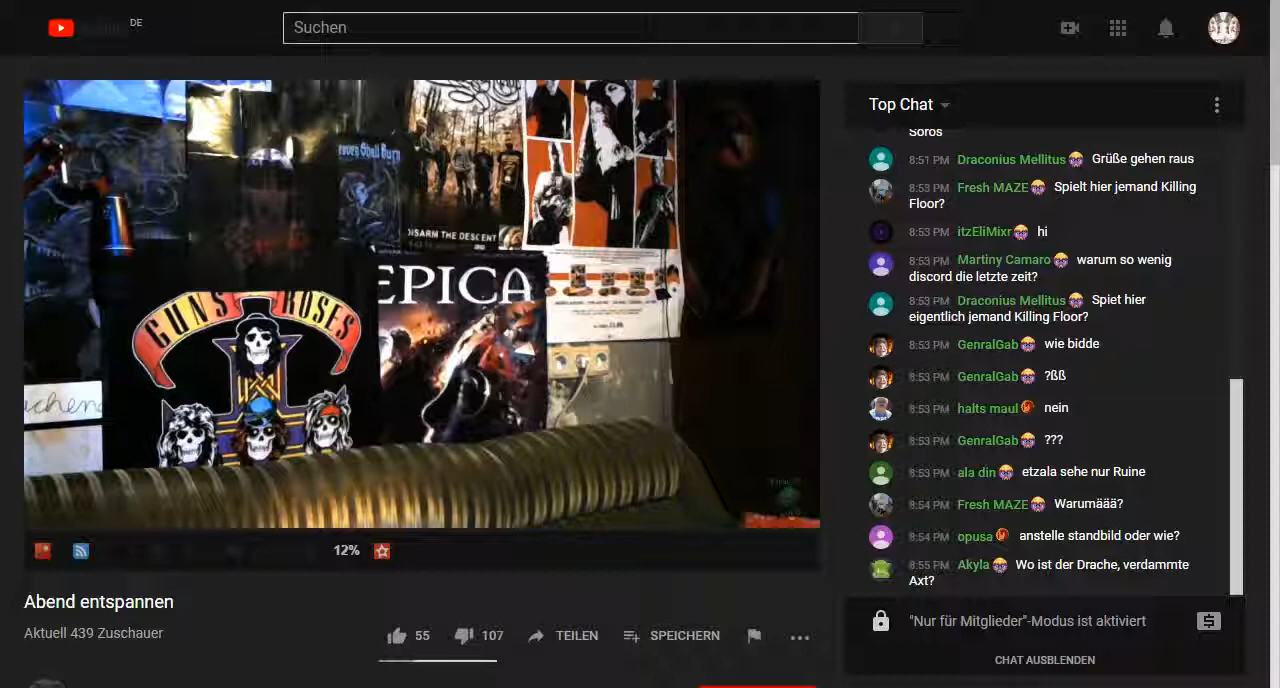 DE
Suchen
Top Chat
Soros
8:51 PM Draconius Mellitus Grüße gehen raus
8:53 PM Fresh MAZE Spielt hier jemand Killing
Floor?
8:53 PM itzEliMixr hi
8:53 PM Martiny Camaro warum so wenig
discord die letzte zeit?
8:53 PM Draconius Mellitus Spiet hier
eigentlich jemand Killing Floor?
8:53 PM GenralGab wie bidde
8:53 PM GenralGab ?ßß
8:53 PM halts maul nein
8:53 PM GenralGab ???
8:53 PM ala din etzala sehe nur Ruine
8:54 PM Fresh MAZE Warumäää?
8:54 PM opusa anstelle standbild oder wie?
8:55 PM Akyla Wo ist der Drache, verdammte
Axt?
"Nur für Mitglieder"-Modus ist aktiviert
CHAT AUSBLENDEN
Shall Burn
DISARM THE DESCENT
EPICA
GUNS ROSES
12%
Abend entspannen
Aktuell 439 Zuschauer
55 107 TEILEN SPEICHERN